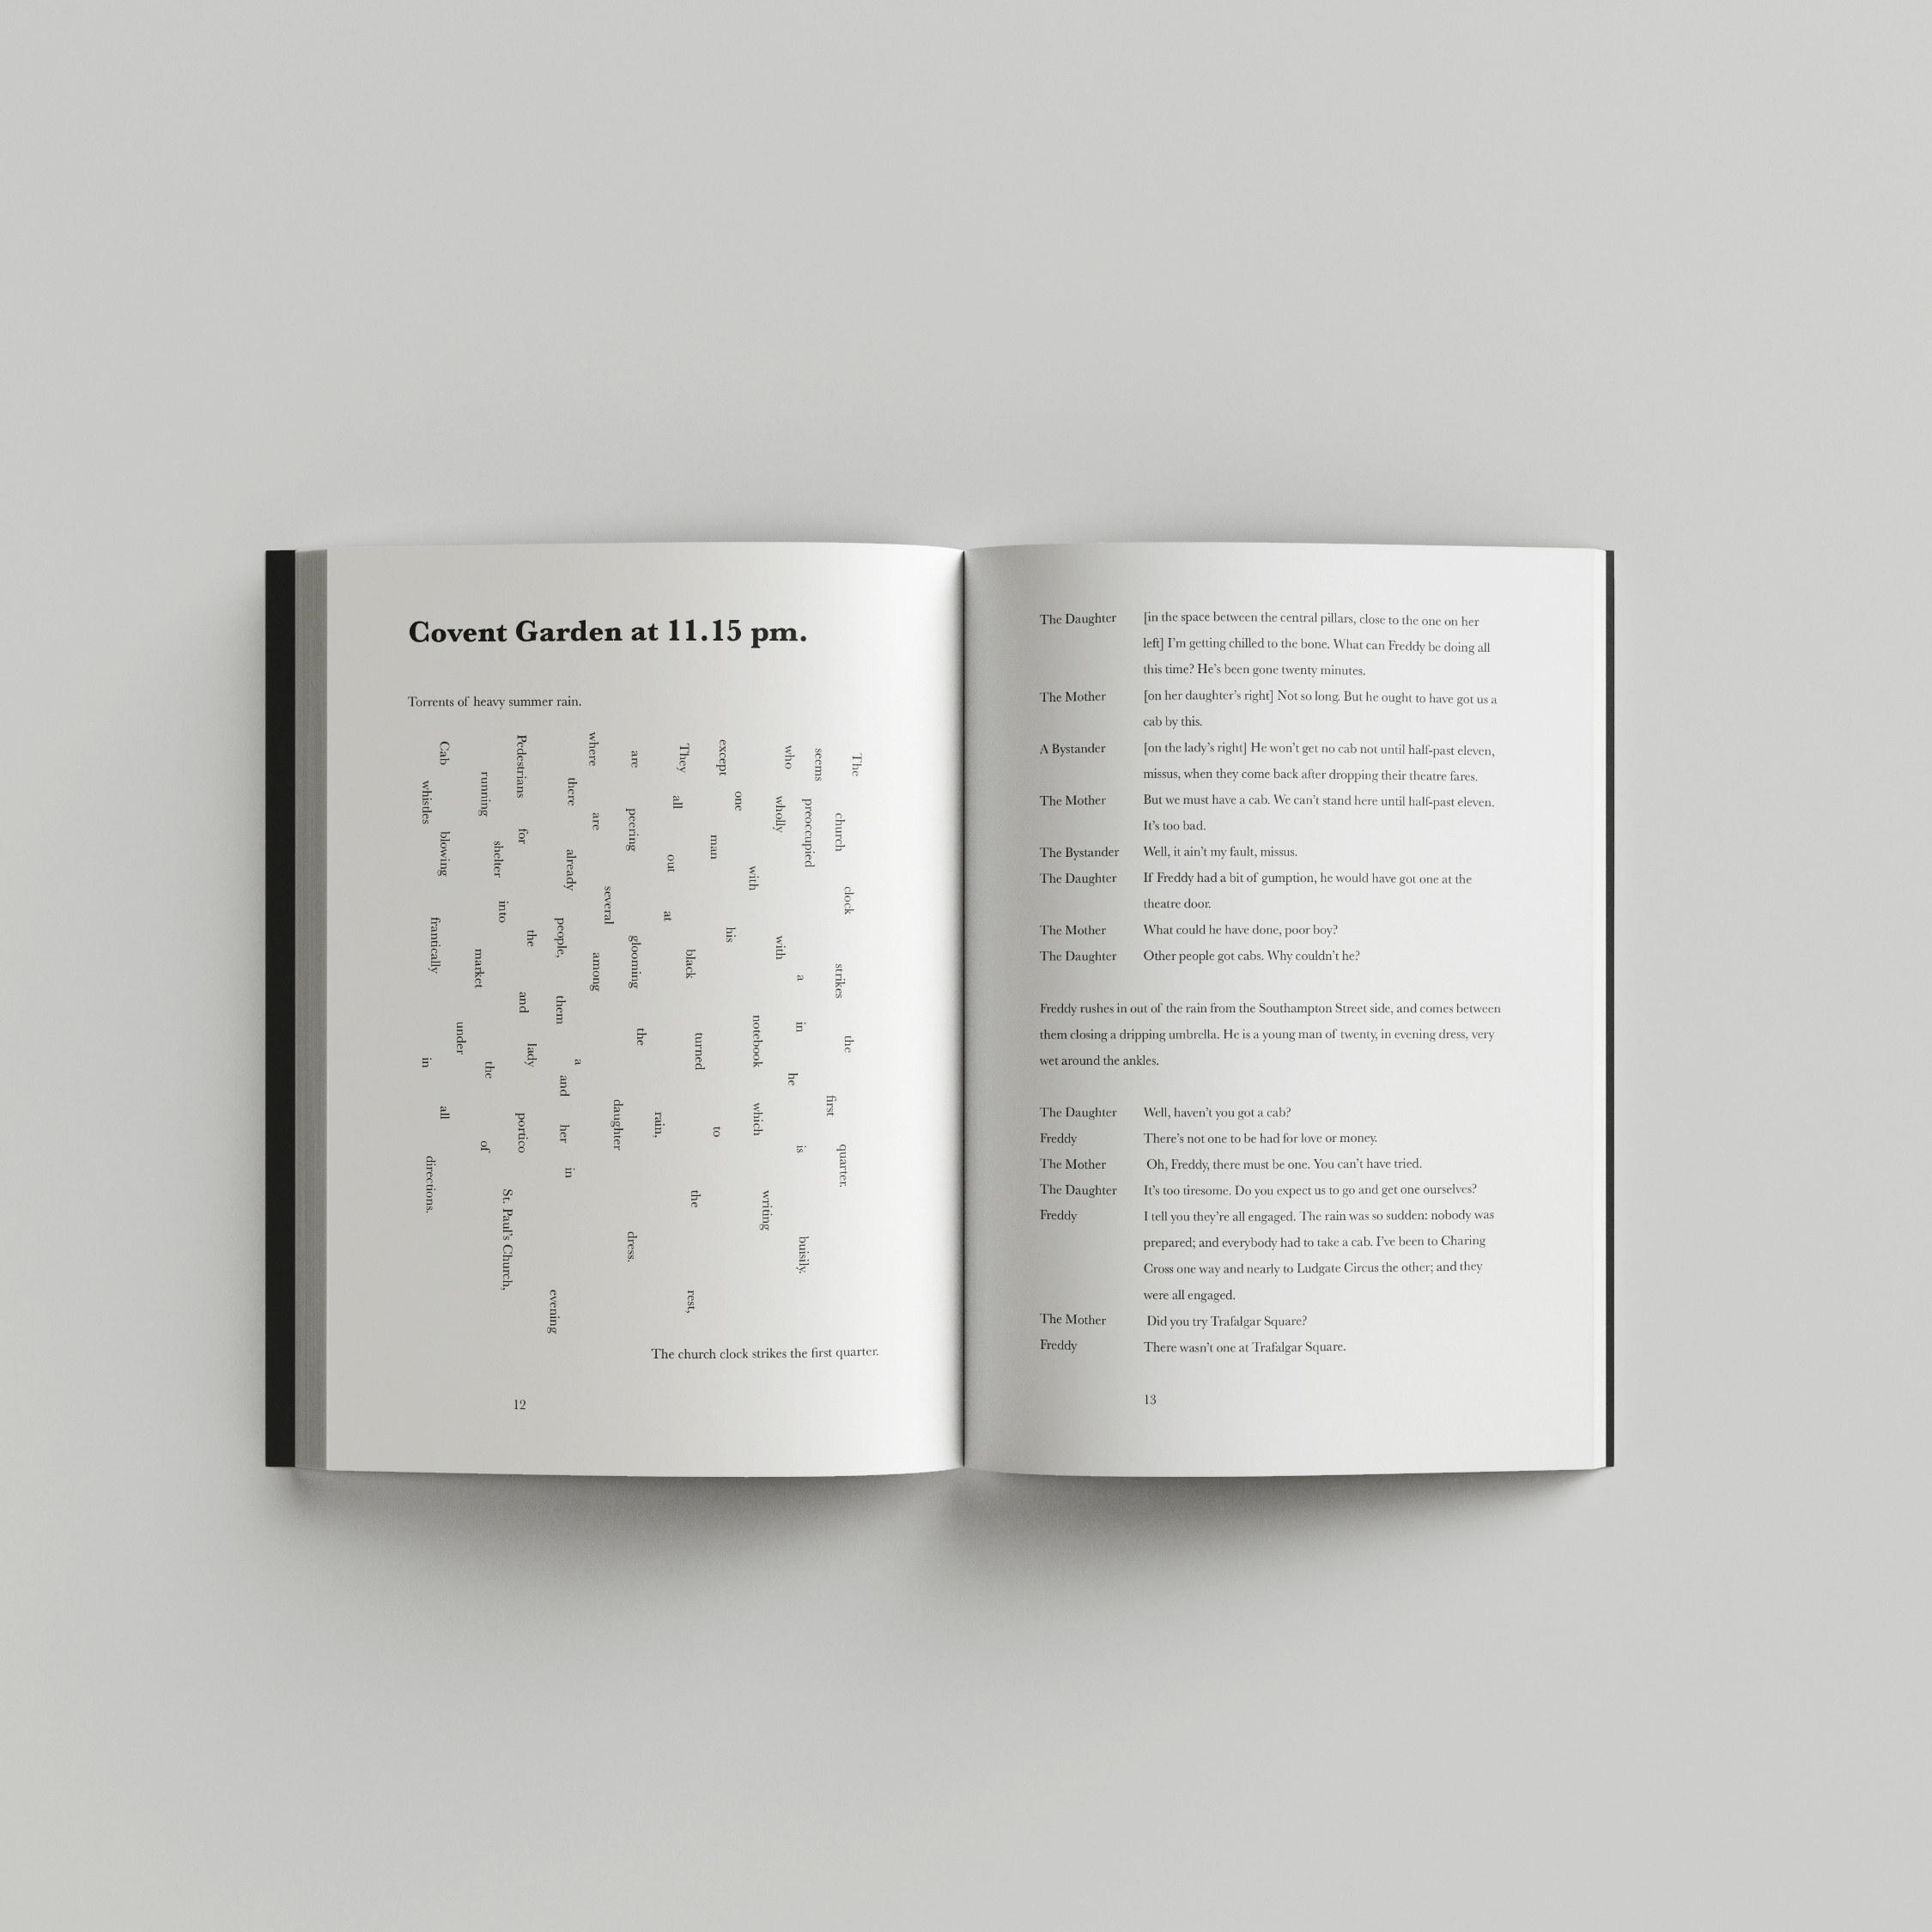 Covent Garden at 11.15 pm.
Torrents of heavy summer rain.
Cab whistles blowing frantically in all directions.
Pedestrians running for shelter into the market and under the portico of St. Paul's Church,
where there are already several people, among them a lady and her daughter in evening dress.
They are all peering out glooming at the rain,
except one man with his black turned to the rest,
who seems wholly preoccupied with a notebook in which he is writing buisily.
The church clock strikes the first quarter.
The church clock strikes the first quarter.
12
The Daughter [in the space between the central pillars, close to the one on her
left] I'm getting chilled to the bone. What can Freddy be doing all
this time? He's been gone twenty minutes.
The Mother [on her daughter's right] Not so long. But he ought to have got us a
cab by this.
A Bystander [on the lady's right] He won't get no cab not until half-past eleven,
missus, when they come back after dropping their theatre fares.
The Mother But we must have a cab. We can't stand here until half-past eleven.
It's too bad.
The Bystander Well, it ain't my fault, missus.
The Daughter If Freddy had a bit of gumption, he would have got one at the
theatre door.
The Mother What could he have done, poor boy?
The Daughter Other people got cabs. Why couldn't he?
Freddy rushes in out of the rain from the Southampton Street side, and comes between
them closing a dripping umbrella. He is a young man of twenty, in evening dress, very
wet around the ankles.
The Daughter Well, haven't you got a cab?
Freddy There's not one to be had for love or money.
The Mother Oh, Freddy, there must be one. You can't have tried.
The Daughter It's too tiresome. Do you expect us to go and get one ourselves?
Freddy I tell you they're all engaged. The rain was so sudden: nobody was
prepared; and everybody had to take a cab. I've been to Charing
Cross one way and nearly to Ludgate Circus the other; and they
were all engaged.
The Mother Did you try Trafalgar Square?
Freddy There wasn't one at Trafalgar Square.
13